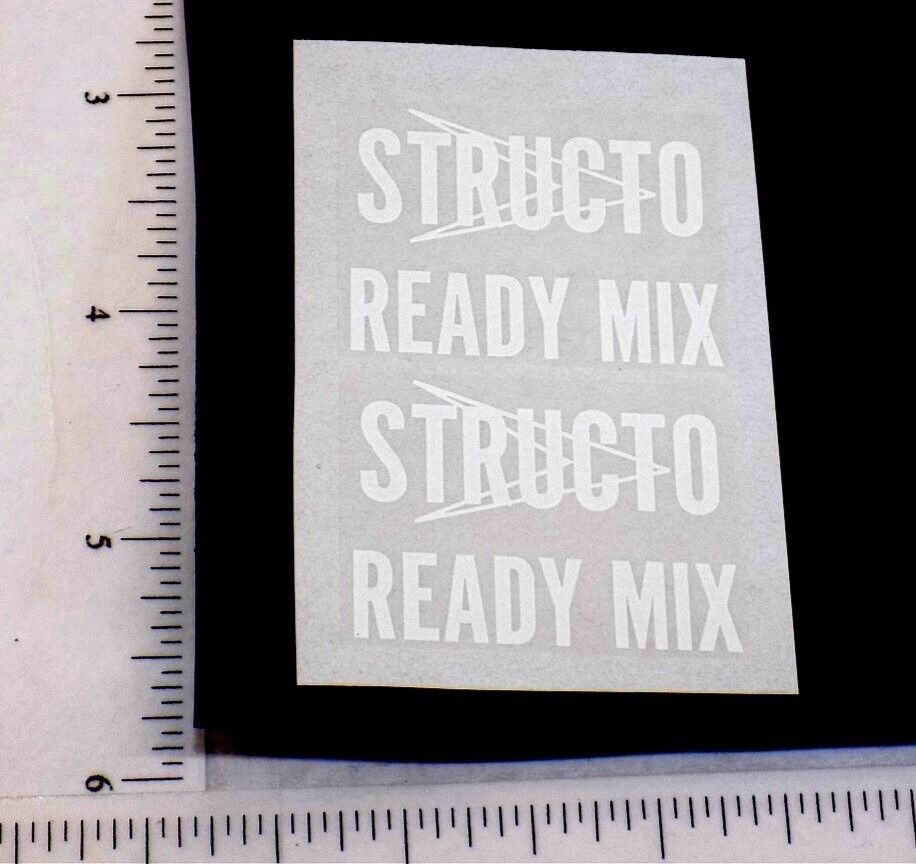 3
STRUCTO
READY MIX
4
STRUCTO
5
READY MIX
6